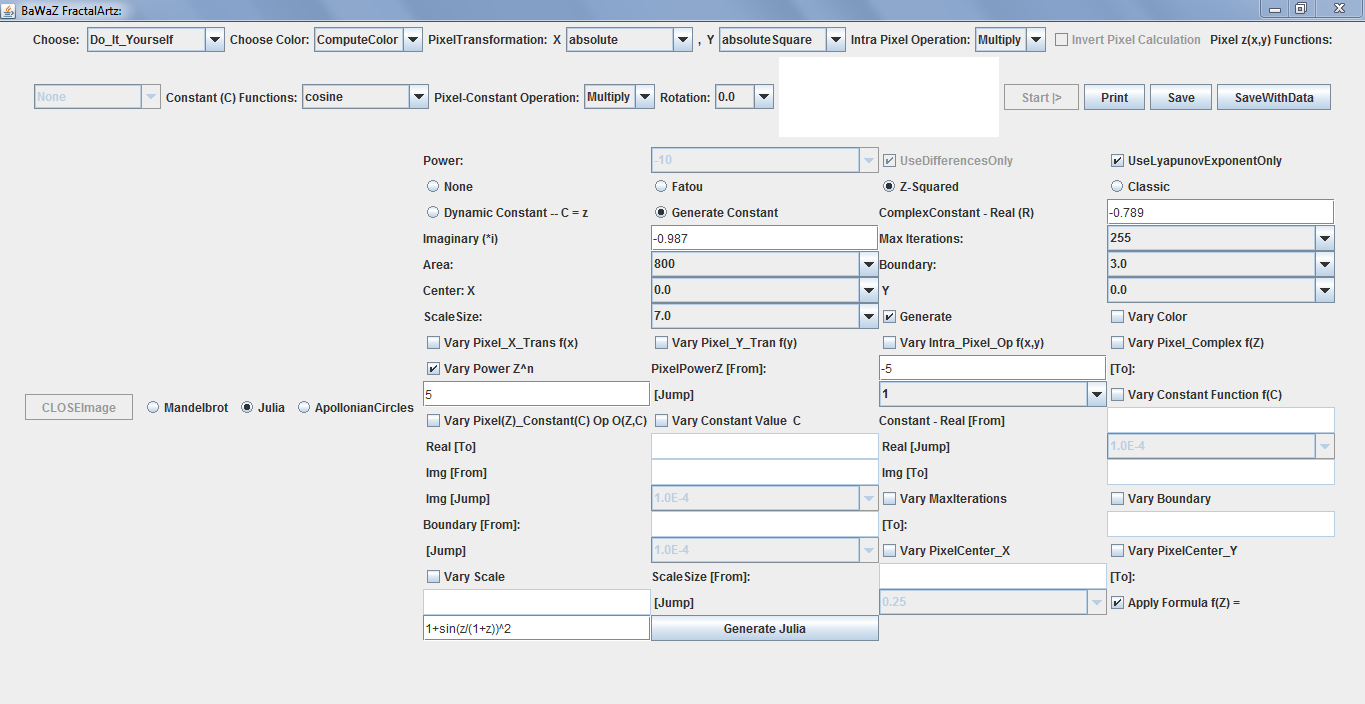 BaWaZ FractalArtz:
Choose: Do_It_Yourself Choose Color: ComputeColor PixelTransformation: X absolute , Y absoluteSquare Intra Pixel Operation: Multiply Invert Pixel Calculation Pixel z(x,y) Functions:
None Constant (C) Functions: cosine Pixel-Constant Operation: Multiply Rotation: 0.0 Start |> Print Save SaveWithData
Power: -10 UseDifferencesOnly UseLyapunovExponentOnly
None Fatou Z-Squared Classic
Dynamic Constant -- C = z Generate Constant ComplexConstant - Real (R) -0.789
Imaginary (*i) -0.987 Max Iterations: 255
Area: 800 Boundary: 3.0
Center: X 0.0 Y 0.0
ScaleSize: 7.0 Generate Vary Color
Vary Pixel_X_Trans f(x) Vary Pixel_Y_Tran f(y) Vary Intra_Pixel_Op f(x,y) Vary Pixel_Complex f(Z)
Vary Power Z^n PixelPowerZ [From]: -5 [To]:
5 [Jump] 1 Vary Constant Function f(C)
CLOSEImage Mandelbrot Julia ApollonianCircles
Vary Pixel(Z)_Constant(C) Op O(Z,C) Vary Constant Value C Constant - Real [From]
Real [To] Real [Jump] 1.0E-4
Img [From] Img [To]
Img [Jump] 1.0E-4 Vary MaxIterations Vary Boundary
Boundary [From]: [To]:
[Jump] 1.0E-4 Vary PixelCenter_X Vary PixelCenter_Y
Vary Scale ScaleSize [From]: [To]:
[Jump] 0.25 Apply Formula f(Z) =
1+sin(z/(1+z))^2 Generate Julia